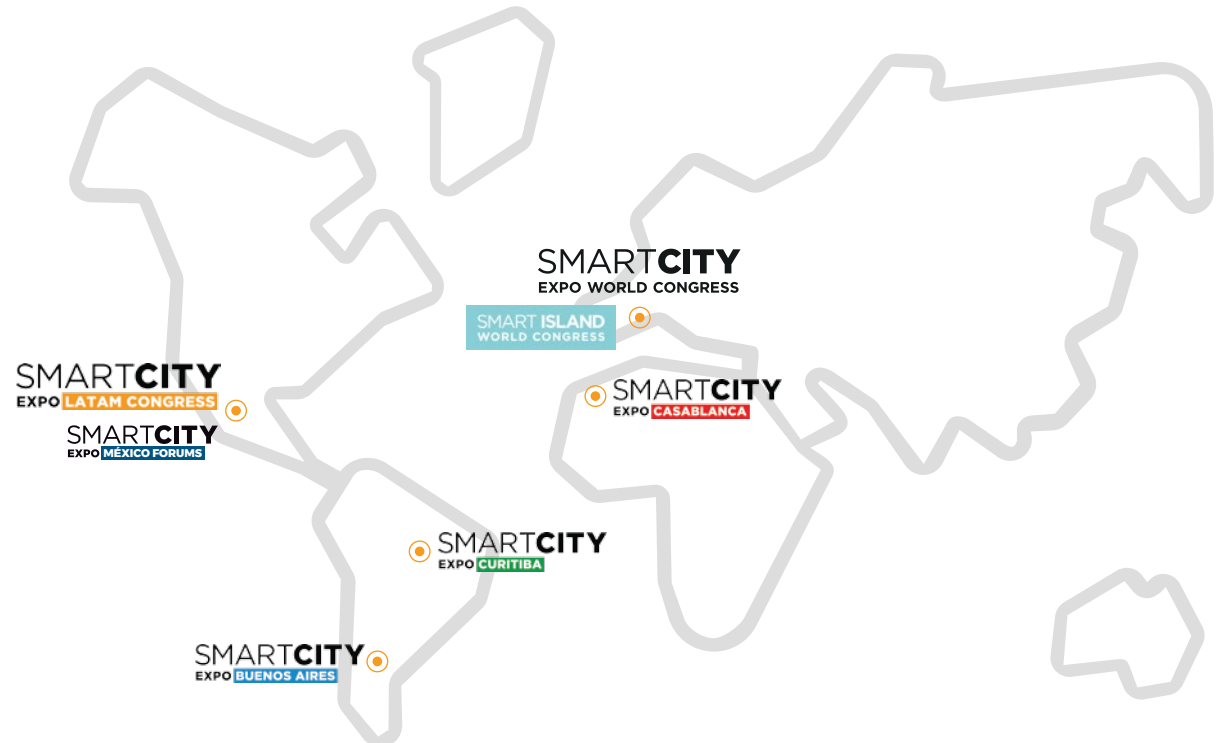 SMARTCITY
EXPO WORLD CONGRESS
SMART ISLAND
WORLD CONGRESS
SMARTCITY
EXPO LATAM CONGRESS
SMARTCITY
EXPO MÉXICO FORUMS
SMARTCITY
EXPO CASABLANCA
SMARTCITY
EXPO CURITIBA
SMARTCITY
EXPO BUENOS AIRES